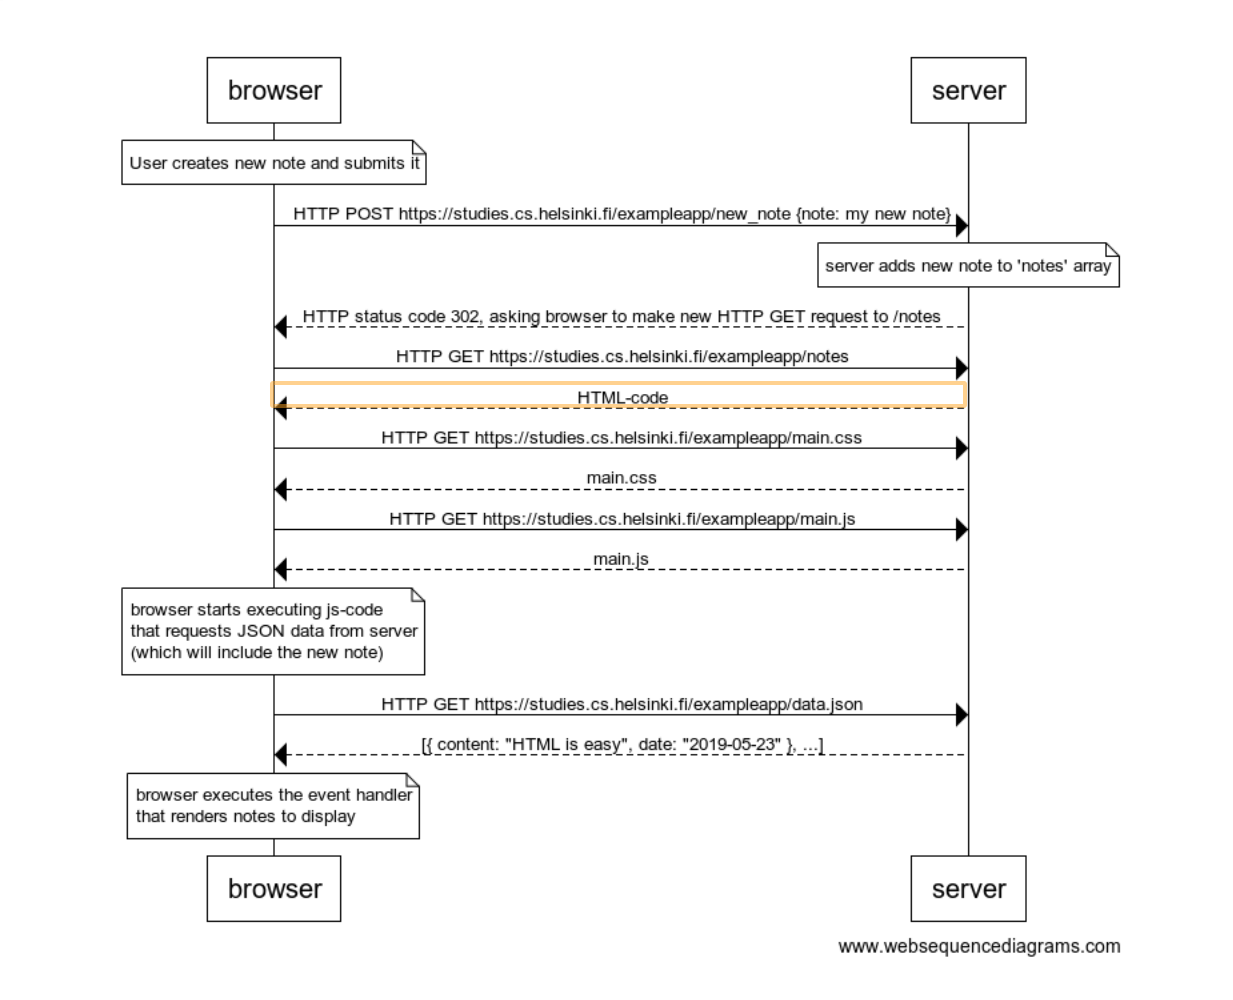 browser
server
User creates new note and submits it
HTTP POST https://studies.cs.helsinki.fi/exampleapp/new_note {note: my new note}
server adds new note to 'notes' array
HTTP status code 302, asking browser to make new HTTP GET request to /notes
HTTP GET https://studies.cs.helsinki.fi/exampleapp/notes
HTML-code
HTTP GET https://studies.cs.helsinki.fi/exampleapp/main.css
main.css
HTTP GET https://studies.cs.helsinki.fi/exampleapp/main.js
main.js
browser starts executing js-code
that requests JSON data from server
(which will include the new note)
HTTP GET https://studies.cs.helsinki.fi/exampleapp/data.json
[{ content: "HTML is easy", date: "2019-05-23" }, ...]
browser executes the event handler
that renders notes to display
browser
server
www.websequencediagrams.com